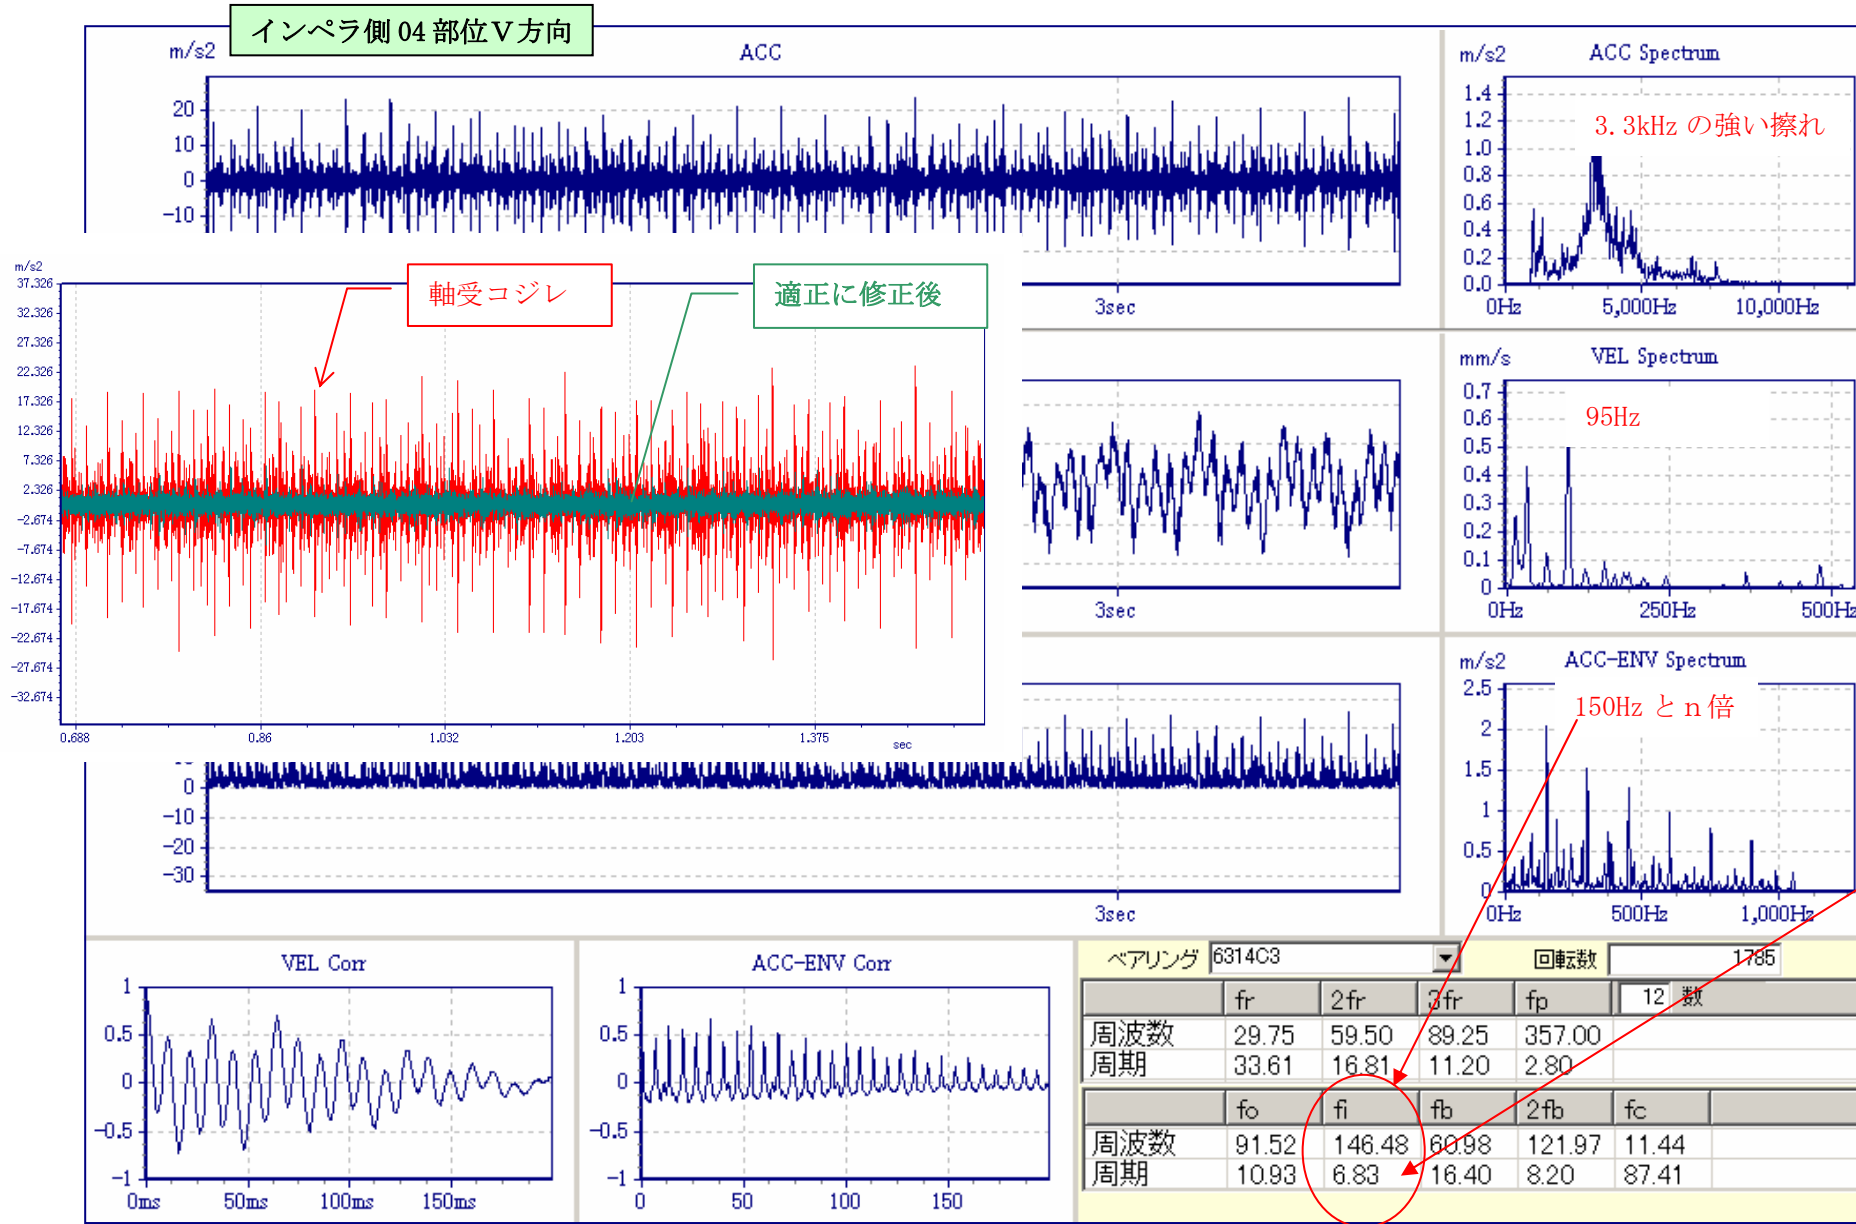 インペラ側 04 部位Ｖ方向
m/s2
ACC
20
10
0
-10
3sec
m/s2
ACC Spectrum
1.4
1.2
1.0
0.8
0.6
0.4
0.2
0.0
3.3kHz の強い擦れ
0Hz 5,000Hz 10,000Hz
m/s2
37.326
32.326
27.326
22.326
17.326
12.326
7.326
2.326
-2.674
-7.674
-12.674
-17.674
-22.674
-27.674
-32.674
軸受コジレ
適正に修正後
0.688 0.86 1.032 1.203 1.375 sec
3sec
mm/s
VEL Spectrum
0.7
0.6
0.5
0.4
0.3
0.2
0.1
0
95Hz
0Hz 250Hz 500Hz
0
-10
-20
-30
3sec
m/s2
ACC-ENV Spectrum
2.5
2
1.5
1
0.5
0
150Hz とｎ倍
0Hz 500Hz 1,000Hz
VEL Corr
1
0.5
0
-0.5
-1
0ms 50ms 100ms 150ms
ACC-ENV Corr
1
0.5
0
-0.5
-1
0 50 100 150
ベアリング 6314C3 回転数 1785
fr 2fr 3fr fp 12 数
周波数 29.75 59.50 89.25 357.00
周期 33.61 16.81 11.20 2.80
fo fi fb 2fb fc
周波数 91.52 146.48 60.98 121.97 11.44
周期 10.93 6.83 16.40 8.20 87.41